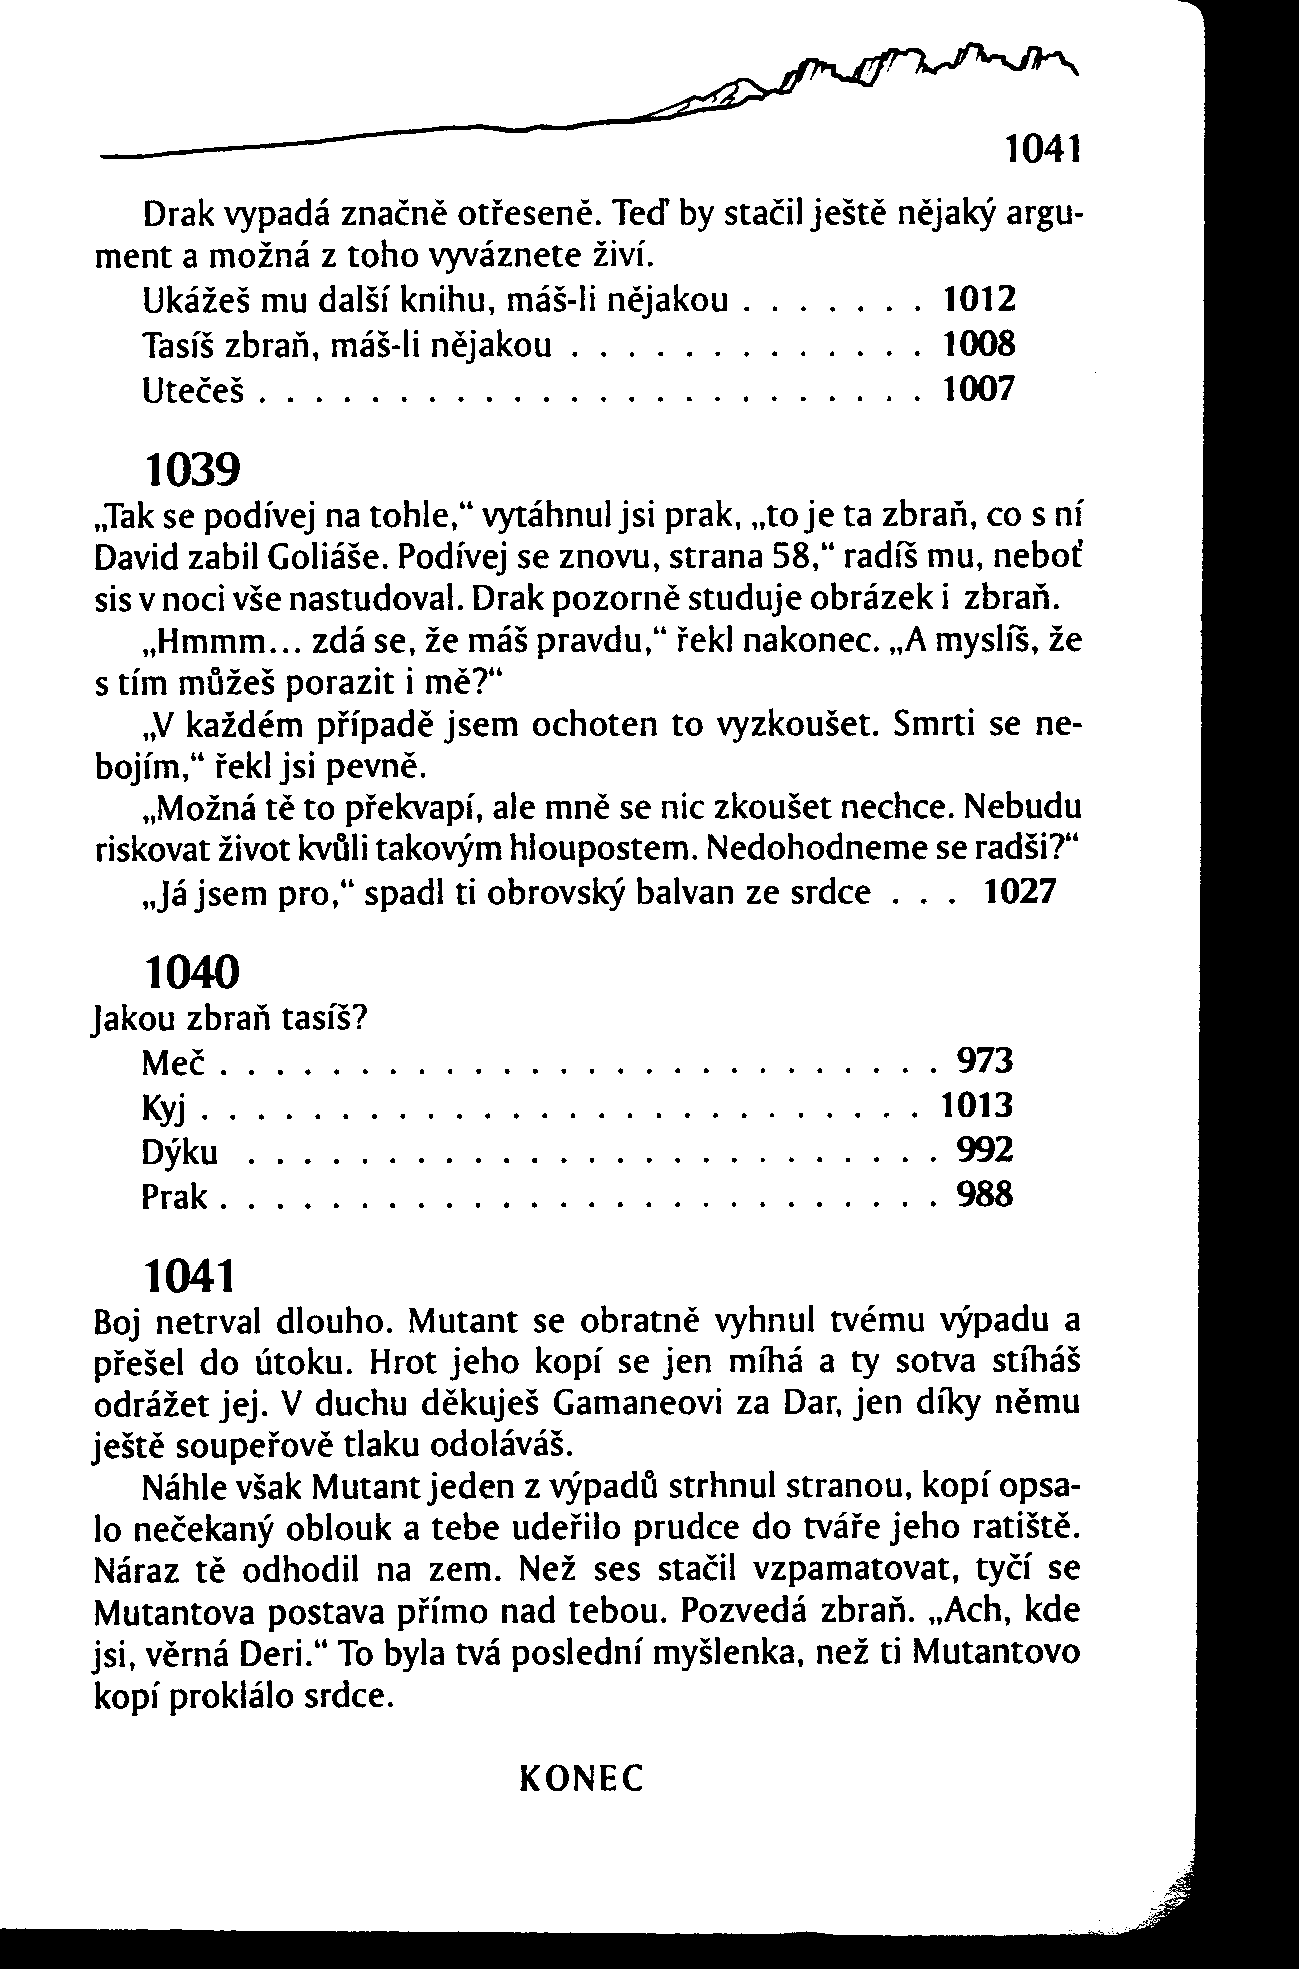 1041
Drak vypadá značně otřeseně. Teď by stačil ještě nějaký argu-
ment a možná z toho vyváznete živí.
Ukážeš mu další knihu, máš-li nějakou . . . . . . . 1012
Tasíš zbraň, máš-li nějakou . . . . . . . . . . . . . 1008
Utečeš . . . . . . . . . . . . . . . . . . . . . . . . 1007
1039
„Tak se podívej na tohle,“ vytáhnul jsi prak, „to je ta zbraň, co s ní
David zabil Goliáše. Podívej se znovu, strana 58,“ radíš mu, neboť
sis v noci vše nastudoval. Drak pozorně studuje obrázek i zbraň.
„Hmmm... zdá se, že máš pravdu,“ řekl nakonec. „A myslíš, že
s tím můžeš porazit i mě?“
„V každém případě jsem ochoten to vyzkoušet. Smrti se ne-
bojím,“ řekl jsi pevně.
„Možná tě to překvapí, ale mně se nic zkoušet nechce. Nebudu
riskovat život kvůli takovým hloupostem. Nedohodneme se radši?“
„Já jsem pro,“ spadl ti obrovský balvan ze srdce . . . 1027
1040
Jakou zbraň tasíš?
Meč . . . . . . . . . . . . . . . . . . . . . . . . . . 973
Kyj . . . . . . . . . . . . . . . . . . . . . . . . . . 1013
Dýku . . . . . . . . . . . . . . . . . . . . . . . . . 992
Prak . . . . . . . . . . . . . . . . . . . . . . . . . . 988
1041
Boj netrval dlouho. Mutant se obratně vyhnul tvému výpadu a
přešel do útoku. Hrot jeho kopí se jen míhá a ty sotva stíháš
odrážet jej. V duchu děkuješ Gamaneovi za Dar, jen díky němu
ještě soupeřově tlaku odoláváš.
Náhle však Mutant jeden z výpadů strhnul stranou, kopí opsa-
lo nečekaný oblouk a tebe udeřilo prudce do tváře jeho ratiště.
Náraz tě odhodil na zem. Než ses stačil vzpamatovat, tyčí se
Mutantova postava přímo nad tebou. Pozvedá zbraň. „Ach, kde
jsi, věrná Deri.“ To byla tvá poslední myšlenka, než ti Mutantovo
kopí proklálo srdce.
KONEC